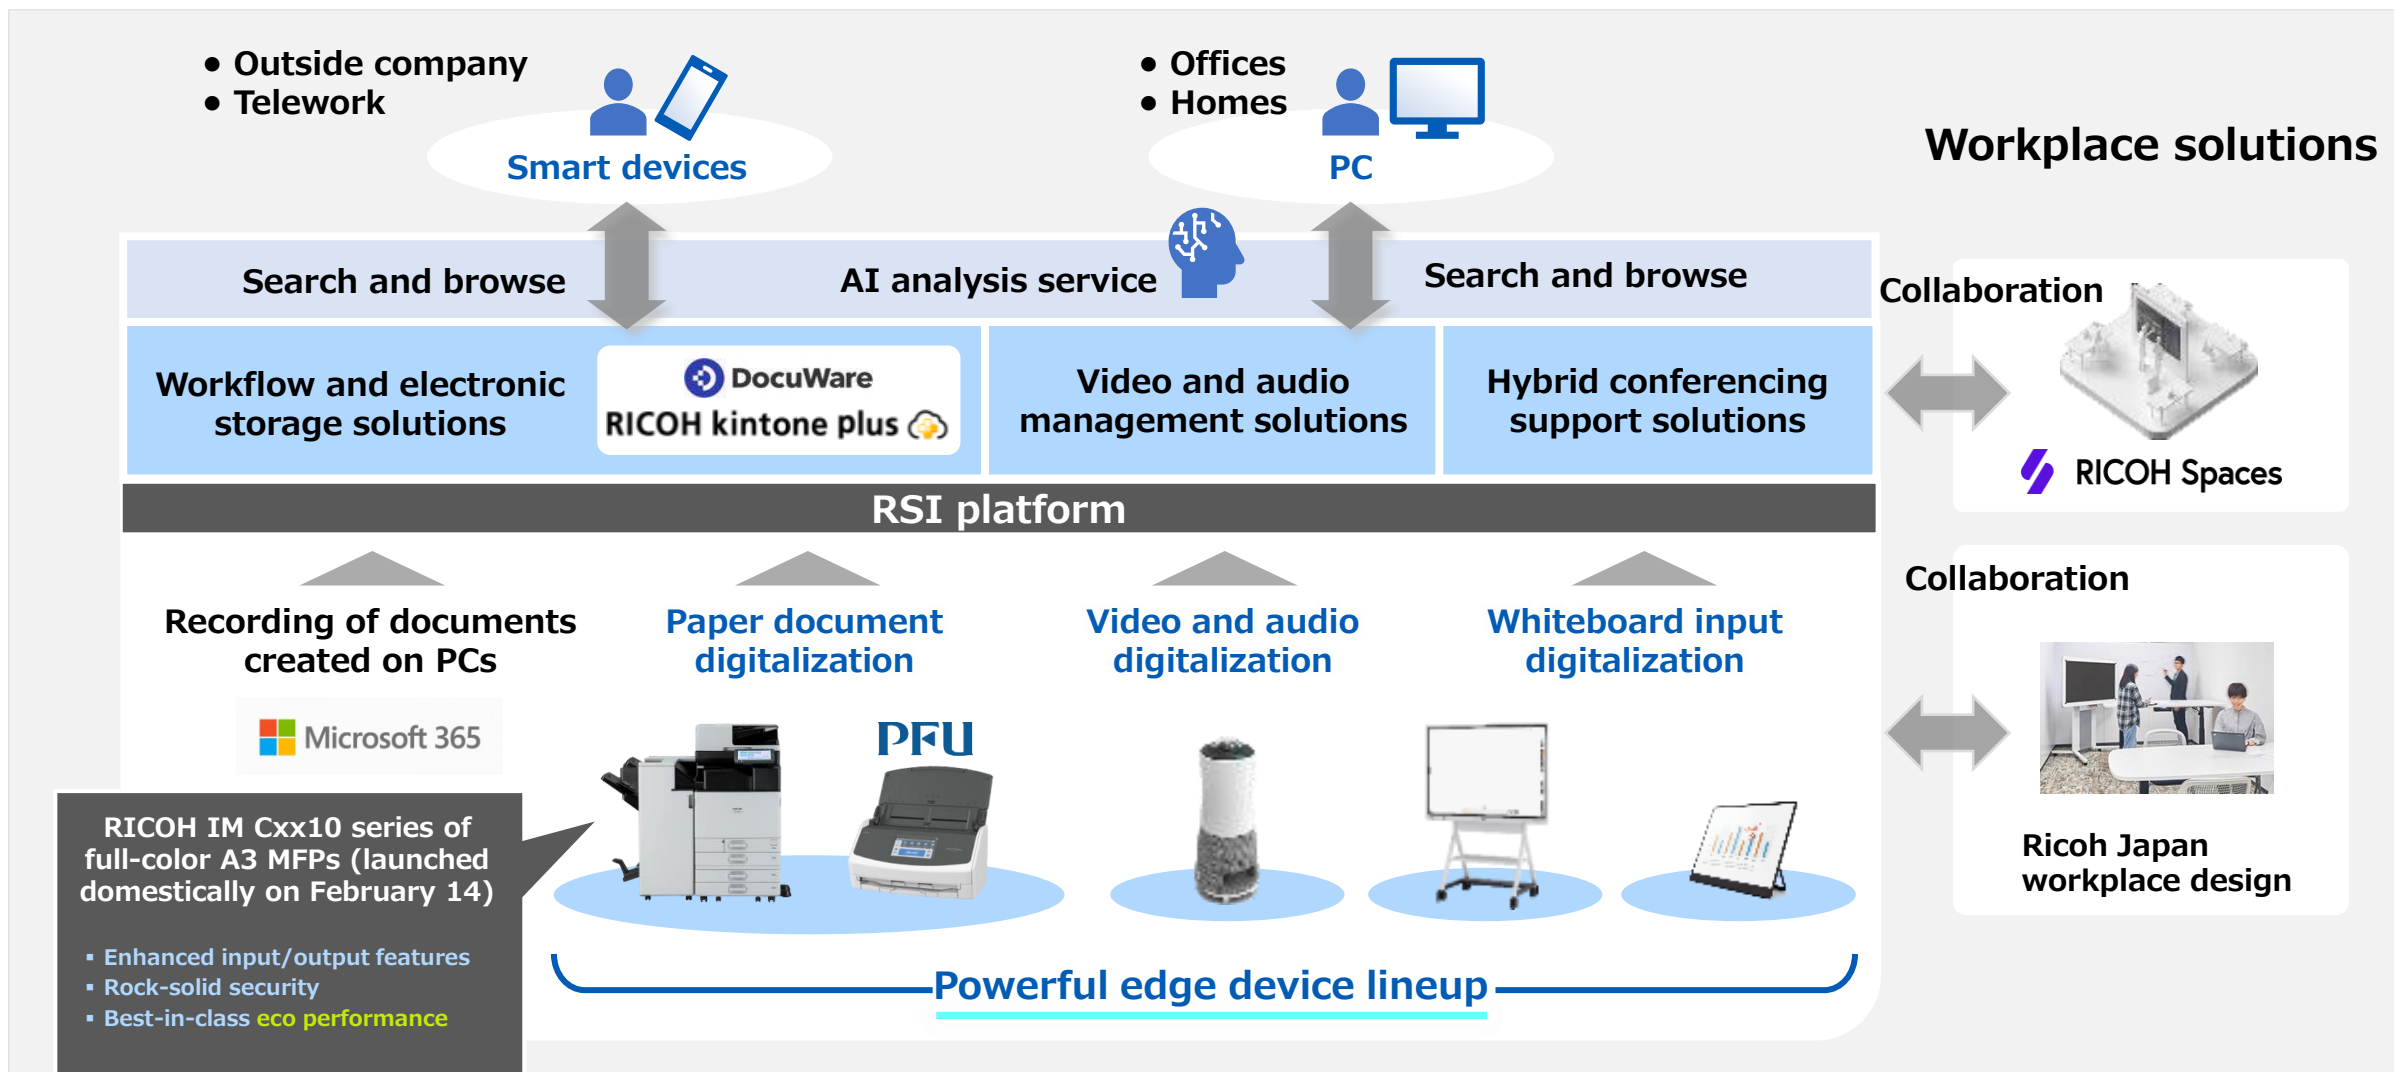 • Outside company
• Telework
Smart devices
• Offices
• Homes
PC
Workplace solutions
Search and browse
AI analysis service
Search and browse
Workflow and electronic
storage solutions
DocuWare
RICOH kintone plus
Video and audio
management solutions
Hybrid conferencing
support solutions
Collaboration
RICOH Spaces
RSI platform
Recording of documents
created on PCs
Microsoft 365
Paper document
digitalization
PFU
Video and audio
digitalization
Whiteboard input
digitalization
Collaboration
Ricoh Japan
workplace design
RICOH IM Cxx10 series of
full-color A3 MFPs (launched
domestically on February 14)
▪ Enhanced input/output features
▪ Rock-solid security
▪ Best-in-class eco performance
Powerful edge device lineup